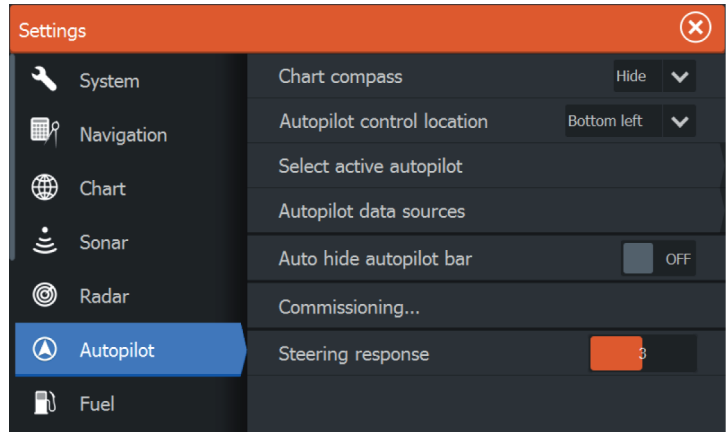 Settings
System
Navigation
Chart
Sonar
Radar
Autopilot
Fuel
Chart compass Hide
Autopilot control location Bottom left
Select active autopilot
Autopilot data sources
Auto hide autopilot bar OFF
Commissioning...
Steering response 3